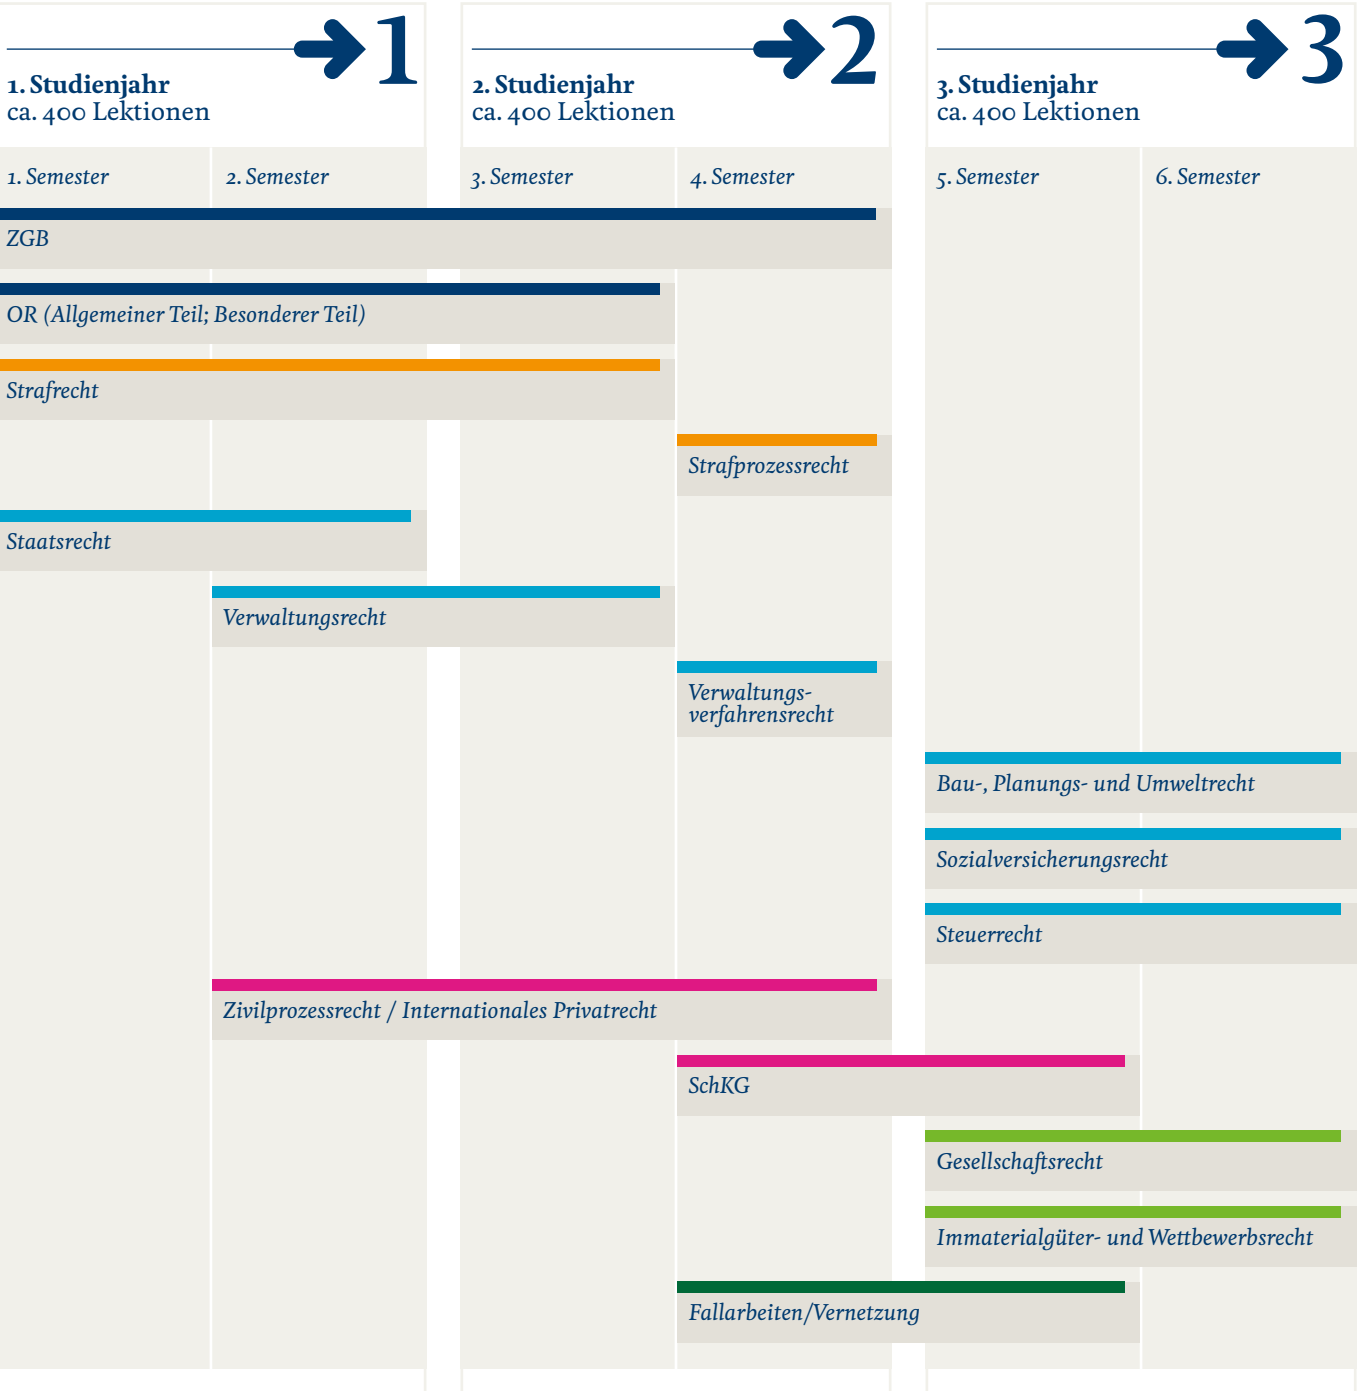 1
1. Studienjahr
ca. 400 Lektionen
2
2. Studienjahr
ca. 400 Lektionen
3
3. Studienjahr
ca. 400 Lektionen
1. Semester
2. Semester
3. Semester
4. Semester
5. Semester
6. Semester
ZGB
OR (Allgemeiner Teil; Besonderer Teil)
Strafrecht
Strafprozessrecht
Staatsrecht
Verwaltungsrecht
Verwaltungs-
verfahrensrecht
Bau-, Planungs- und Umweltrecht
Sozialversicherungsrecht
Steuerrecht
Zivilprozessrecht / Internationales Privatrecht
SchKG
Gesellschaftsrecht
Immaterialgüter- und Wettbewerbsrecht
Fallarbeiten/Vernetzung